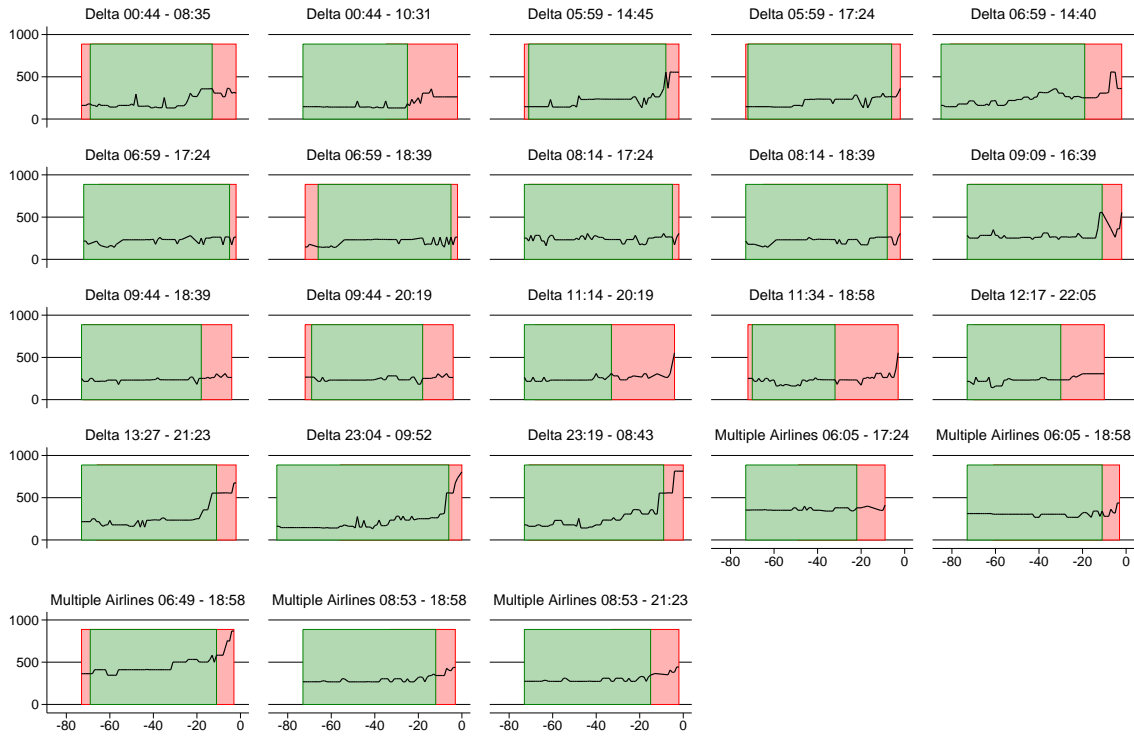 Delta 00:44 - 08:35 Delta 00:44 - 10:31 Delta 05:59 - 14:45 Delta 05:59 - 17:24 Delta 06:59 - 14:40
1000
500
0
Delta 06:59 - 17:24 Delta 06:59 - 18:39 Delta 08:14 - 17:24 Delta 08:14 - 18:39 Delta 09:09 - 16:39
1000
500
0
Delta 09:44 - 18:39 Delta 09:44 - 20:19 Delta 11:14 - 20:19 Delta 11:34 - 18:58 Delta 12:17 - 22:05
1000
500
0
Delta 13:27 - 21:23 Delta 23:04 - 09:52 Delta 23:19 - 08:43 Multiple Airlines 06:05 - 17:24 Multiple Airlines 06:05 - 18:58
1000
500
0
-80 -60 -40 -20 0 -80 -60 -40 -20 0
Multiple Airlines 06:49 - 18:58 Multiple Airlines 08:53 - 18:58 Multiple Airlines 08:53 - 21:23
1000
500
0
-80 -60 -40 -20 0 -80 -60 -40 -20 0 -80 -60 -40 -20 0